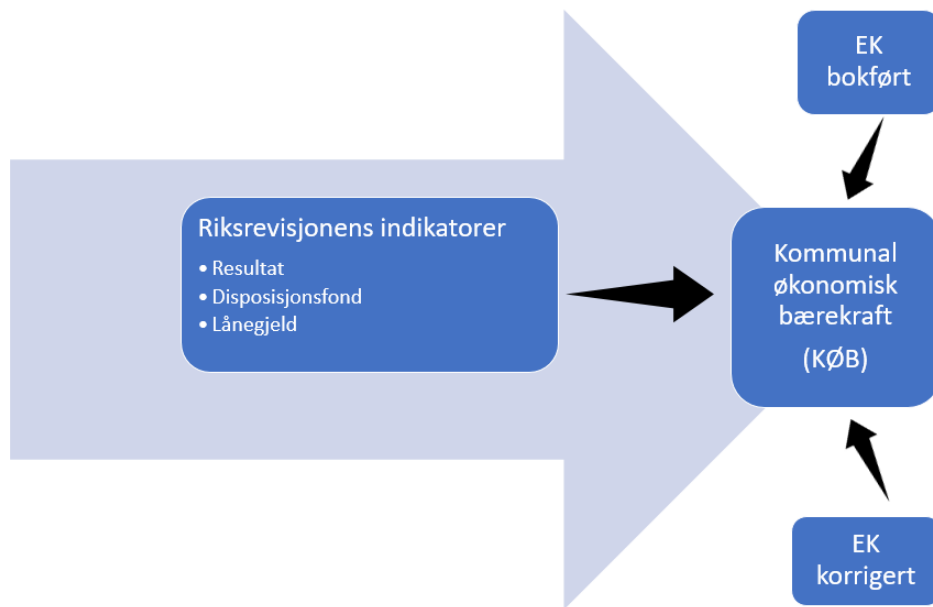 EK
bokført
Riksrevisjonens indikatorer
• Resultat
• Disposisjonsfond
• Lånegjeld
Kommunal
økonomisk
bærekraft
(KØB)
EK
korrigert